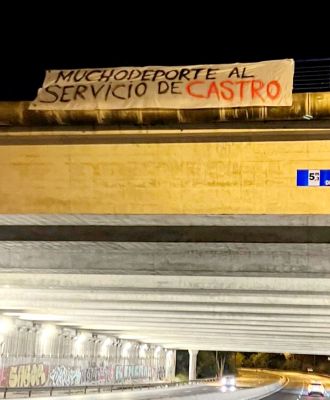 MUCHODEPORTE AL
SERVICIO DE CASTRO